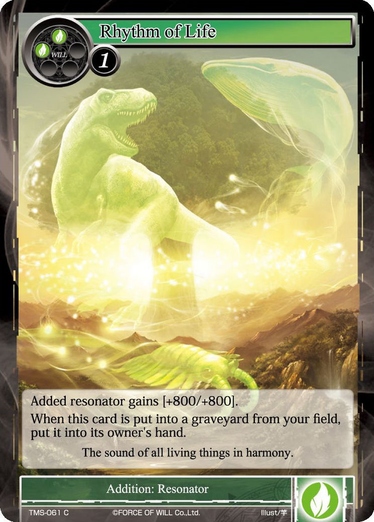 Rhythm of Life
WILL
1
Added resonator gains [+800/+800].
When this card is put into a graveyard from your field,
put it into its owner's hand.
The sound of all living things in harmony.
Addition: Resonator
TMS-061 C ©FORCE OF WILL Co.,Ltd. Illust/芋